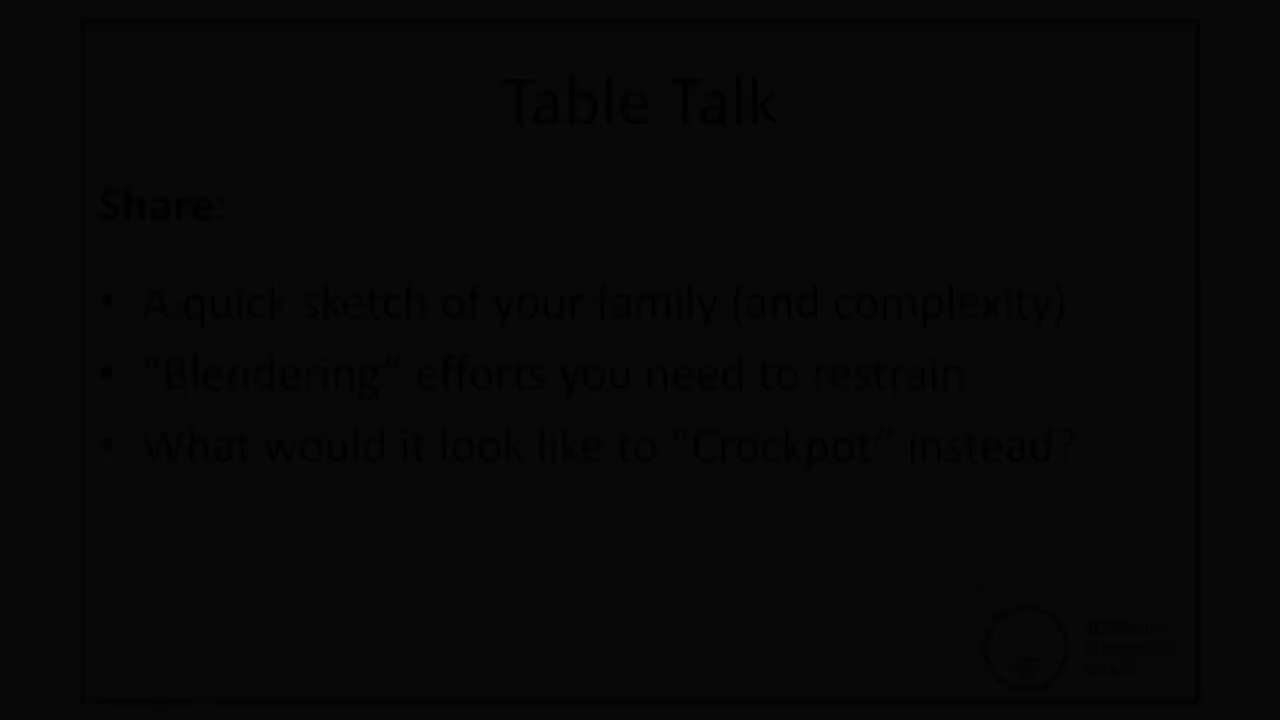 Table Talk
Share:
• A quick sketch of your family (and complexity)
• "Blendering" efforts you need to restrain
• What would it look like to "Crockpot" instead?